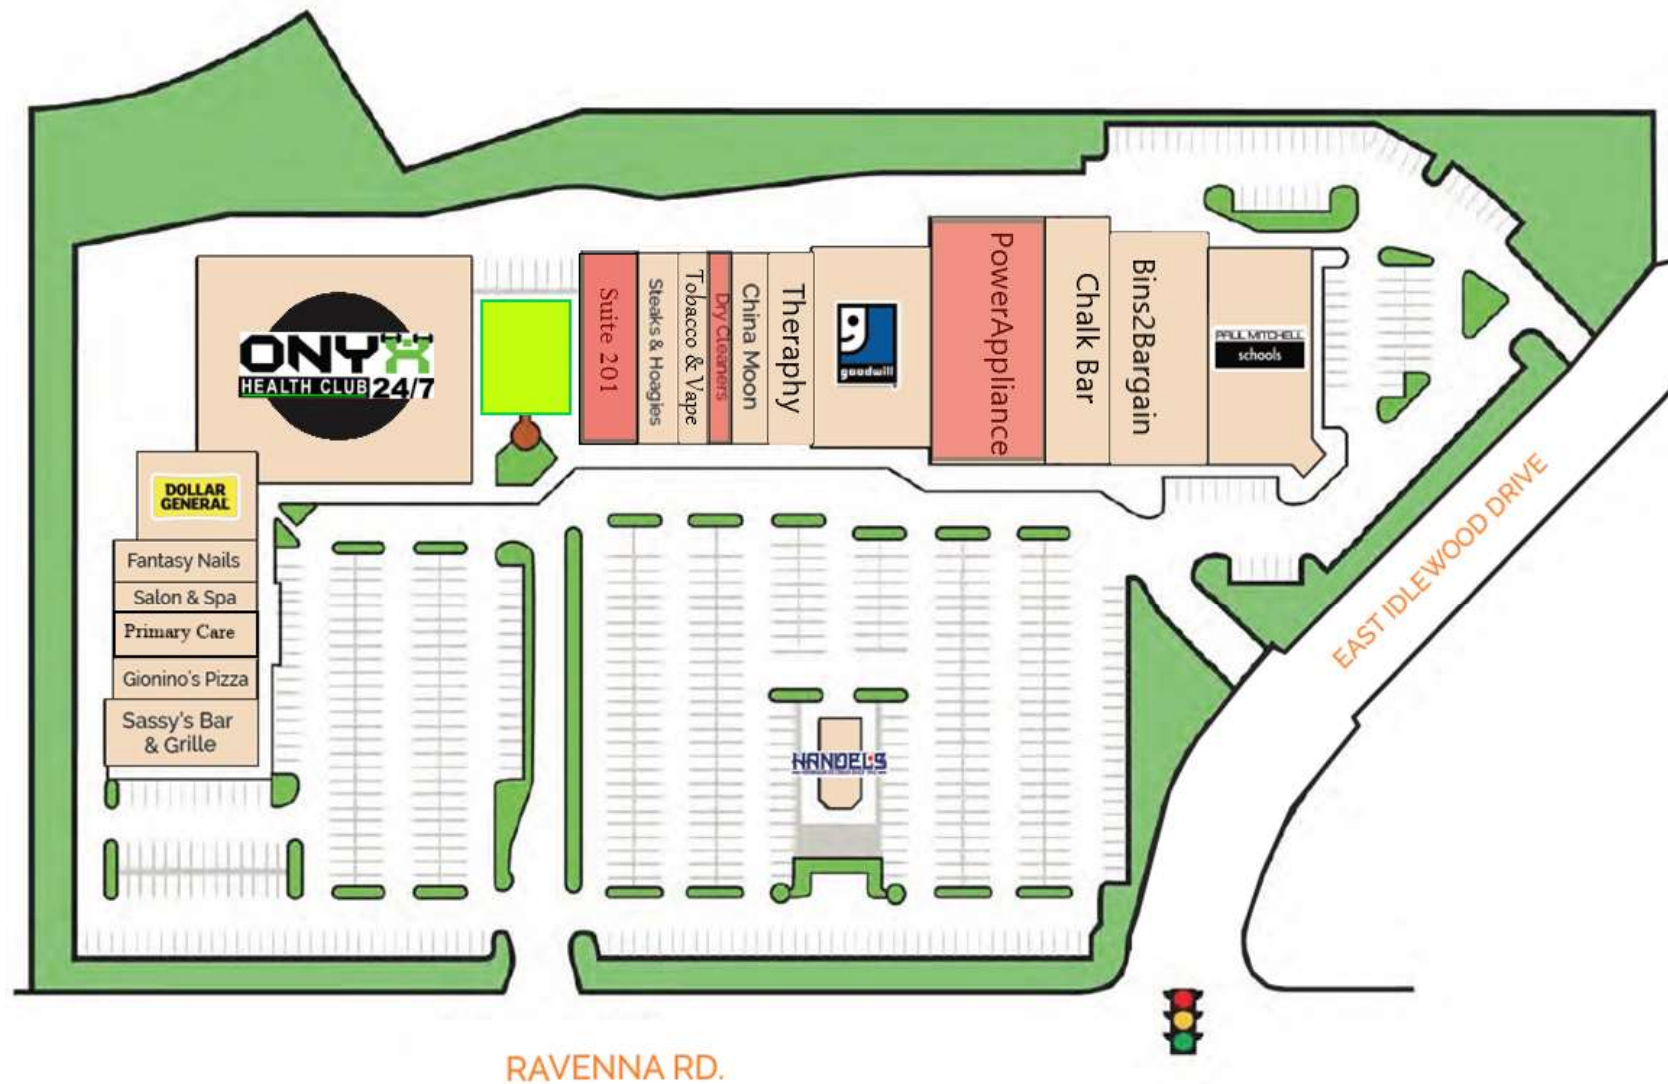 ONYX
HEALTH CLUB 24/7
DOLLAR
GENERAL
Fantasy Nails
Salon & Spa
Primary Care
Gionino's Pizza
Sassy's Bar
& Grille
Suite 201
Steaks & Hoagies
Tobacco & Vape
Dry Cleaners
China Moon
Theraphy
goodwill
PowerAppliance
Chalk Bar
Bins2Bargain
PAUL MITCHELL
schools
HANDEL'S
EAST IDLEWOOD DRIVE
RAVENNA RD.